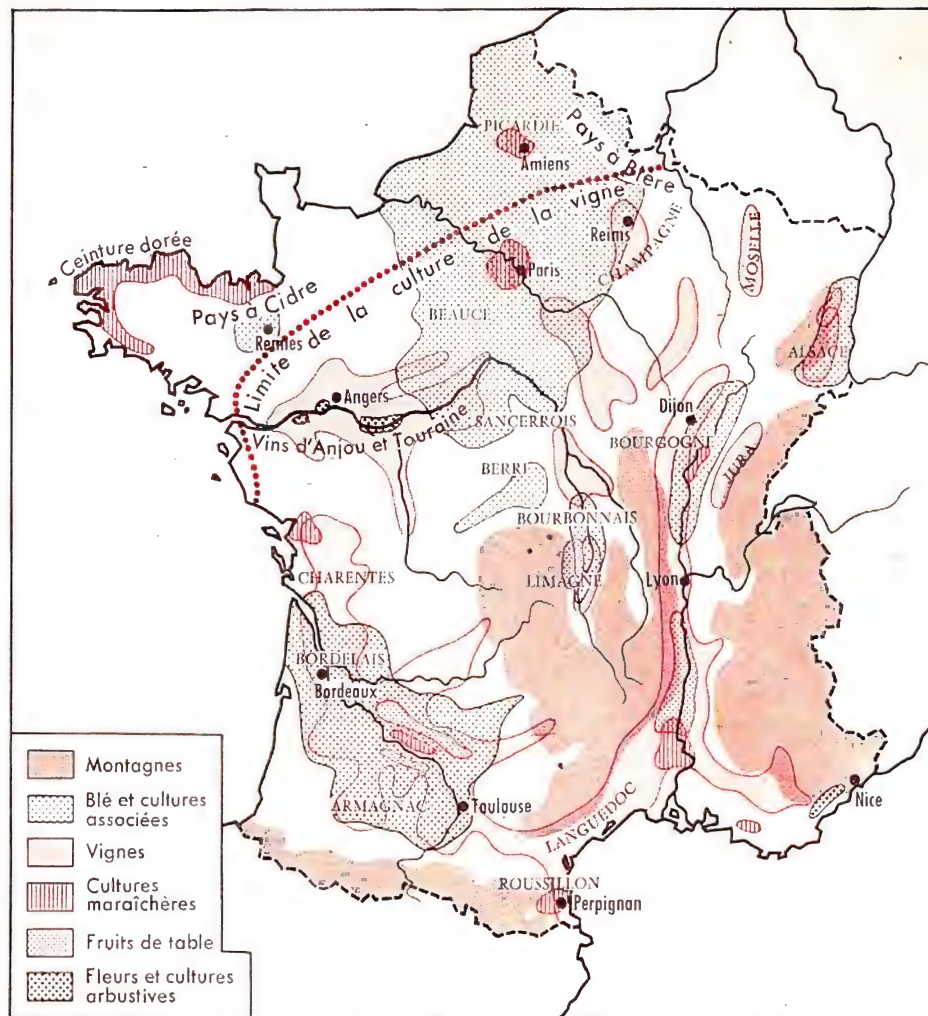 PICARDIE
Amiens
Pays à Bière
Reims
CHAMPAGNE
MOSELLE
Ceinture dorée
Paris
Limite de la culture de la vigne
Pays à Cidre
Rennes
BEAUCE
ALSACE
Angers
Vins d'Anjou et Touraine
SANCERROIS
Dijon
BOURGOGNE
JURA
BERRI
BOURBONNAIS
LIMAGNE
Lyon
CHARENTES
BORDELAIS
Bordeaux
ARMAGNAC
Toulouse
LANGUEDOC
Nice
ROUSSILLON
Perpignan
Montagnes
Blé et cultures
associées
Vignes
Cultures
maraîchères
Fruits de table
Fleurs et cultures
arbustives